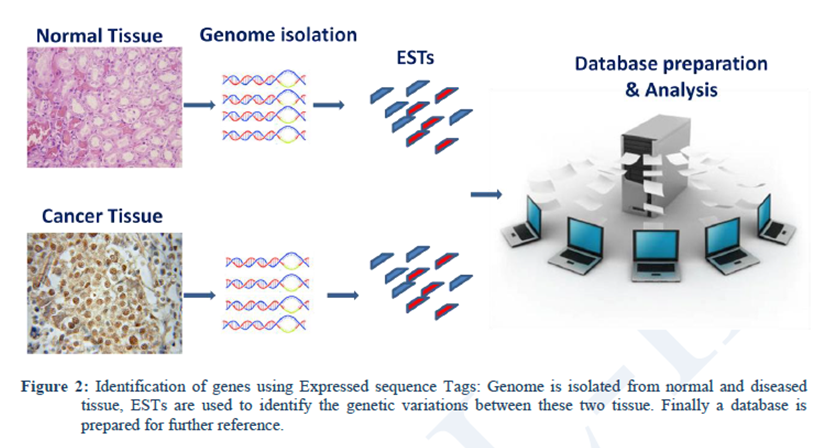 Normal Tissue
Genome isolation
ESTs
Database preparation
& Analysis
Cancer Tissue
Figure 2: Identification of genes using Expressed sequence Tags: Genome is isolated from normal and diseased
tissue, ESTs are used to identify the genetic variations between these two tissue. Finally a database is
prepared for further reference.